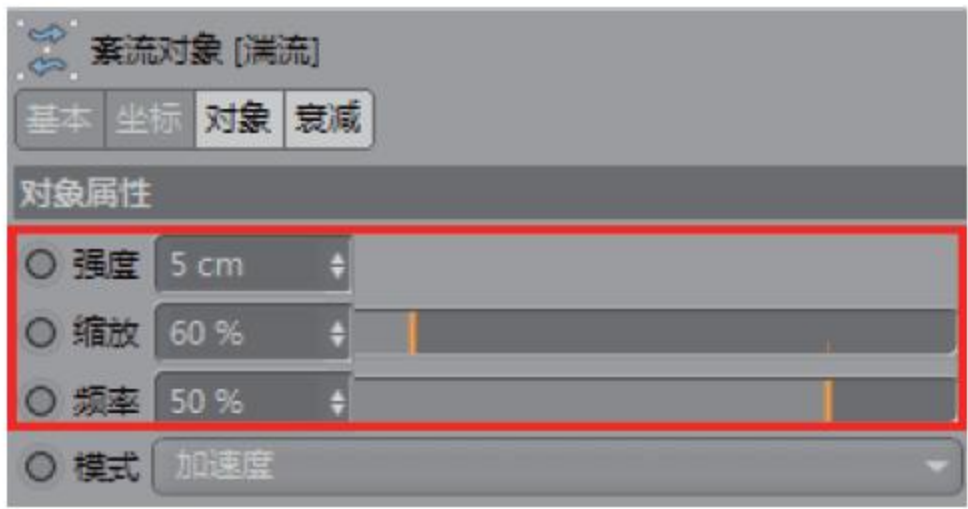 紊流对象 [湍流]
基本 坐标 对象 衰减
对象属性
强度 5 cm
缩放 60 %
频率 50 %
模式 加速度